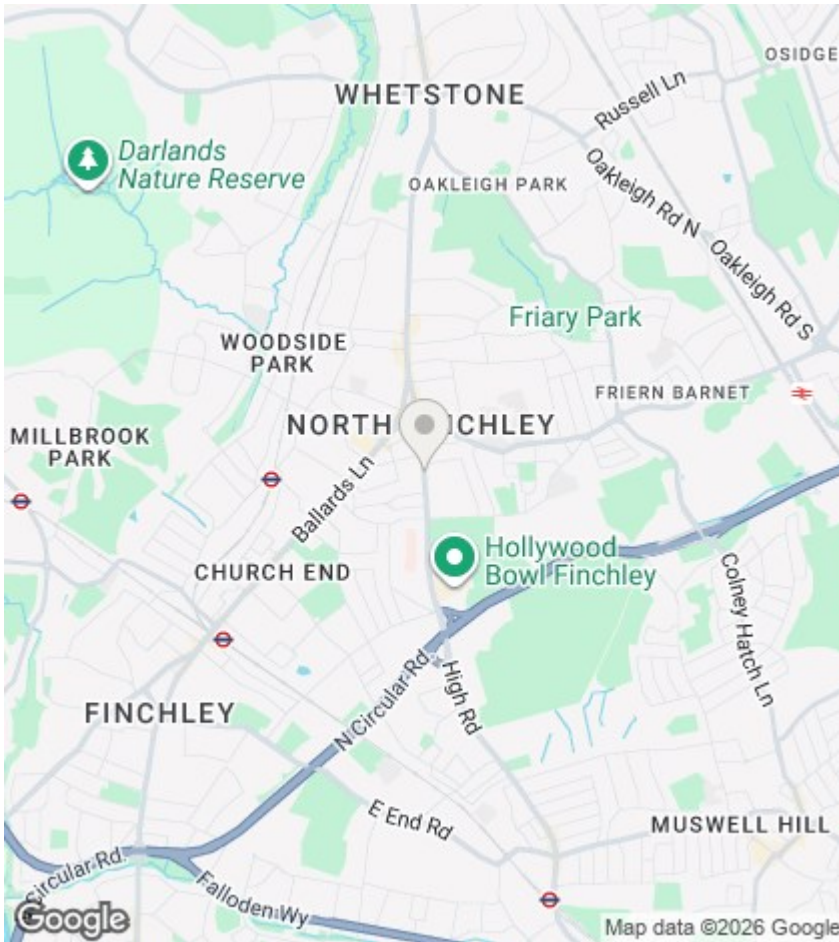 WHETSTONE
OSIDGE
Russell Ln
Darlands
Nature Reserve
OAKLEIGH PARK
Oakleigh Rd N
Oakleigh Rd S
Friary Park
WOODSIDE
PARK
FRIERN BARNET
NORTH
CHLEY
MILLBROOK
PARK
Ballards Ln
Hollywood
Bowl Finchley
CHURCH END
Colney Hatch Ln
High Rd
N Circular Rd.
FINCHLEY
E End Rd
MUSWELL HILL
Circular Rd.
Falloden Wy
Google
Map data ©2026 Google